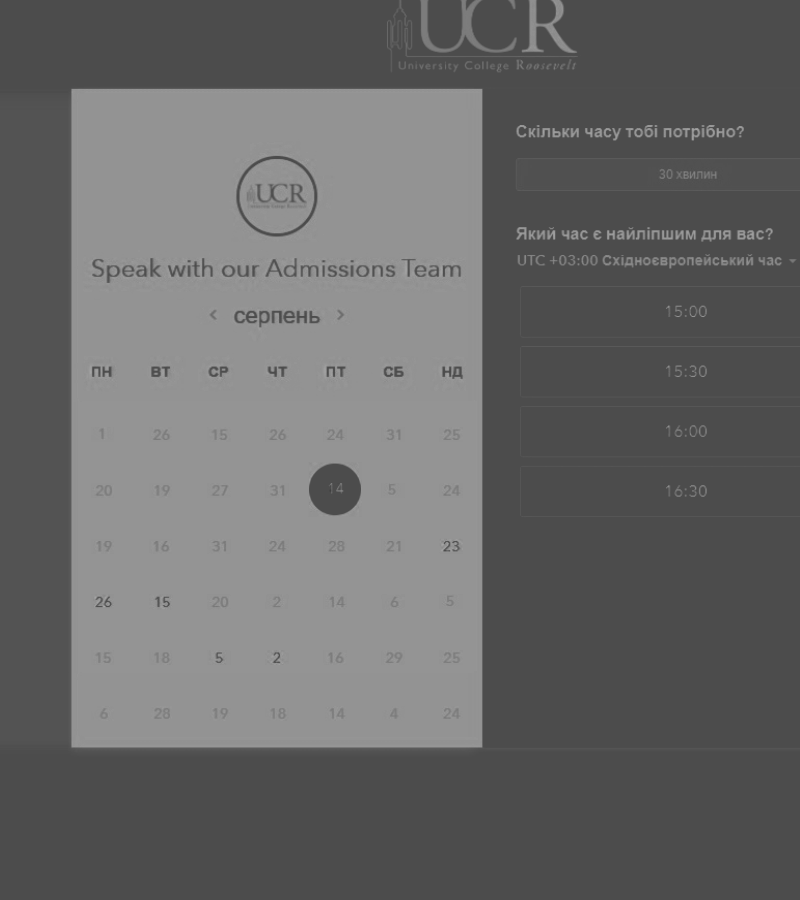 UCR
University College Roosevelt
UCR
Speak with our Admissions Team
< серпень >
ПН ВТ СР ЧТ ПТ СБ НД
1 26 15 26 24 31 25
20 19 27 31 14 5 24
19 16 31 24 28 21 23
26 15 20 2 14 6 5
15 18 5 2 16 29 25
6 28 19 18 14 4 24
Скільки часу тобі потрібно?
30 хвилин
Який час є найліпшим для вас?
UTC +03:00 Східноєвропейський час
15:00
15:30
16:00
16:30